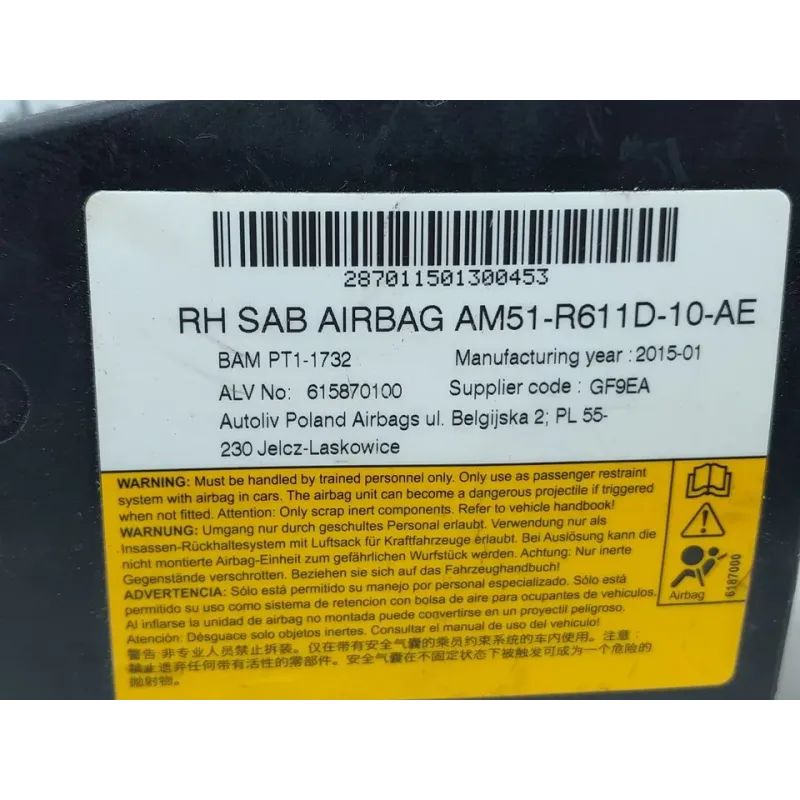 287011501300453
RH SAB AIRBAG AM51-R611D-10-AE
BAM PT1-1732 Manufacturing year : 2015-01
ALV No: 615870100 Supplier code : GF9EA
Autoliv Poland Airbags ul. Belgijska 2; PL 55-
230 Jelcz-Laskowice
WARNING: Must be handled by trained personnel only. Only use as passenger restraint
system with airbag in cars. The airbag unit can become a dangerous projectile if triggered
when not fitted. Attention: Only scrap inert components. Refer to vehicle handbook!
WARNUNG: Umgang nur durch geschultes Personal erlaubt. Verwendung nur als
Insassen-Rückhaltesystem mit Luftsack für Kraftfahrzeuge erlaubt. Bei Auslösung kann die
nicht montierte Airbag-Einheit zum gefährlichen Wurfstück werden. Achtung: Nur inerte
Gegenstände verschrotten. Beziehen sie sich auf das Fahrzeughandbuch!
ADVERTENCIA: Sólo está permitido su manejo por personal especializado. Sólo está
permitido su uso como sistema de retención con bolsa de aire para ocupantes de vehículos.
Al inflarse la unidad de airbag no montada puede convertirse en un proyectil peligroso.
Atención: Désguace solo objetos inertes. Consultar el manual de uso del vehículo!
警告:非专业人员禁止拆装。仅在带有安全气囊的乘员约束系统的车内使用。注意:
禁止遗弃任何带有活性的零部件。安全气囊在不固定状态下被触发可成为一个危险的
抛射物。
Airbag
6187000